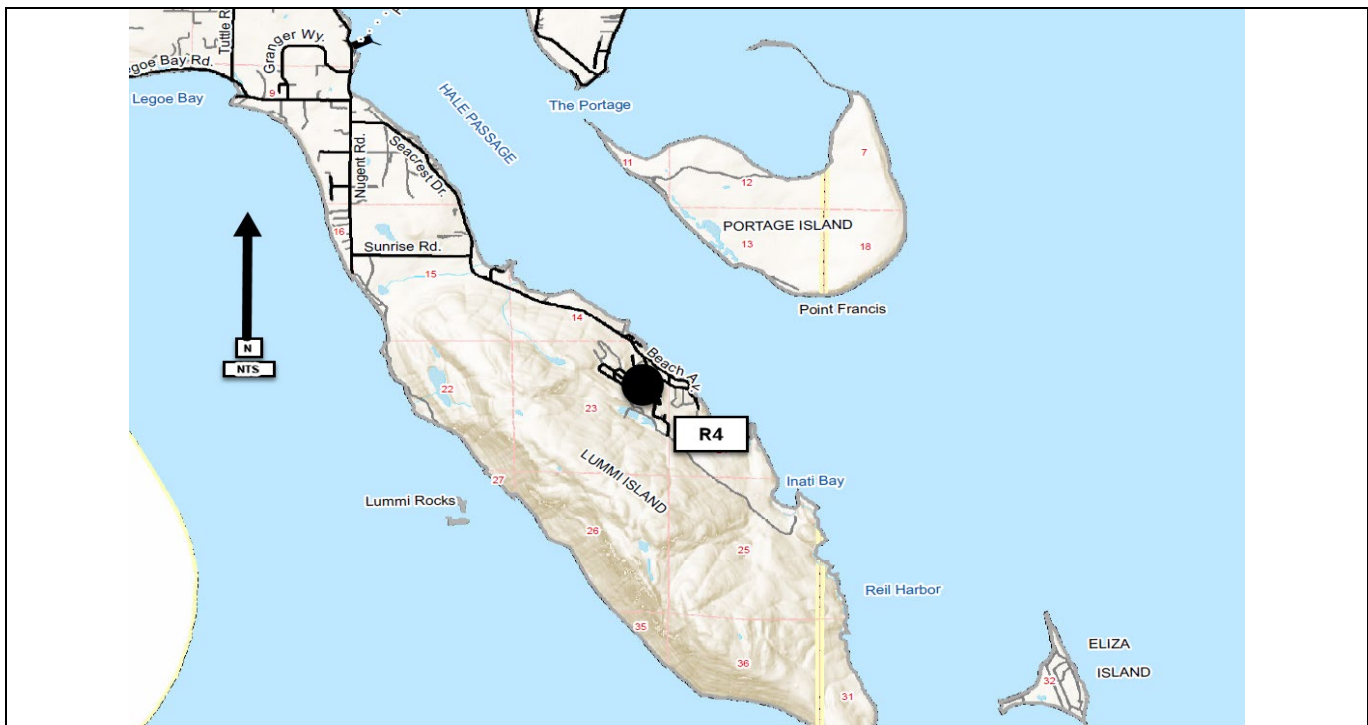 Tuttle R
Granger Wy.
egoe Bay Rd.
9
Legoe Bay
HALE PASSAGE
The Portage
11
7
12
Nugent Rd.
Seacrest Dr.
PORTAGE ISLAND
13
18
16
Sunrise Rd.
15
Point Francis
14
N
NTS
Beach Av
22
23
R4
LUMMI ISLAND
27
Inati Bay
Lummi Rocks
26
25
Reil Harbor
35
36
ELIZA
ISLAND
32
31